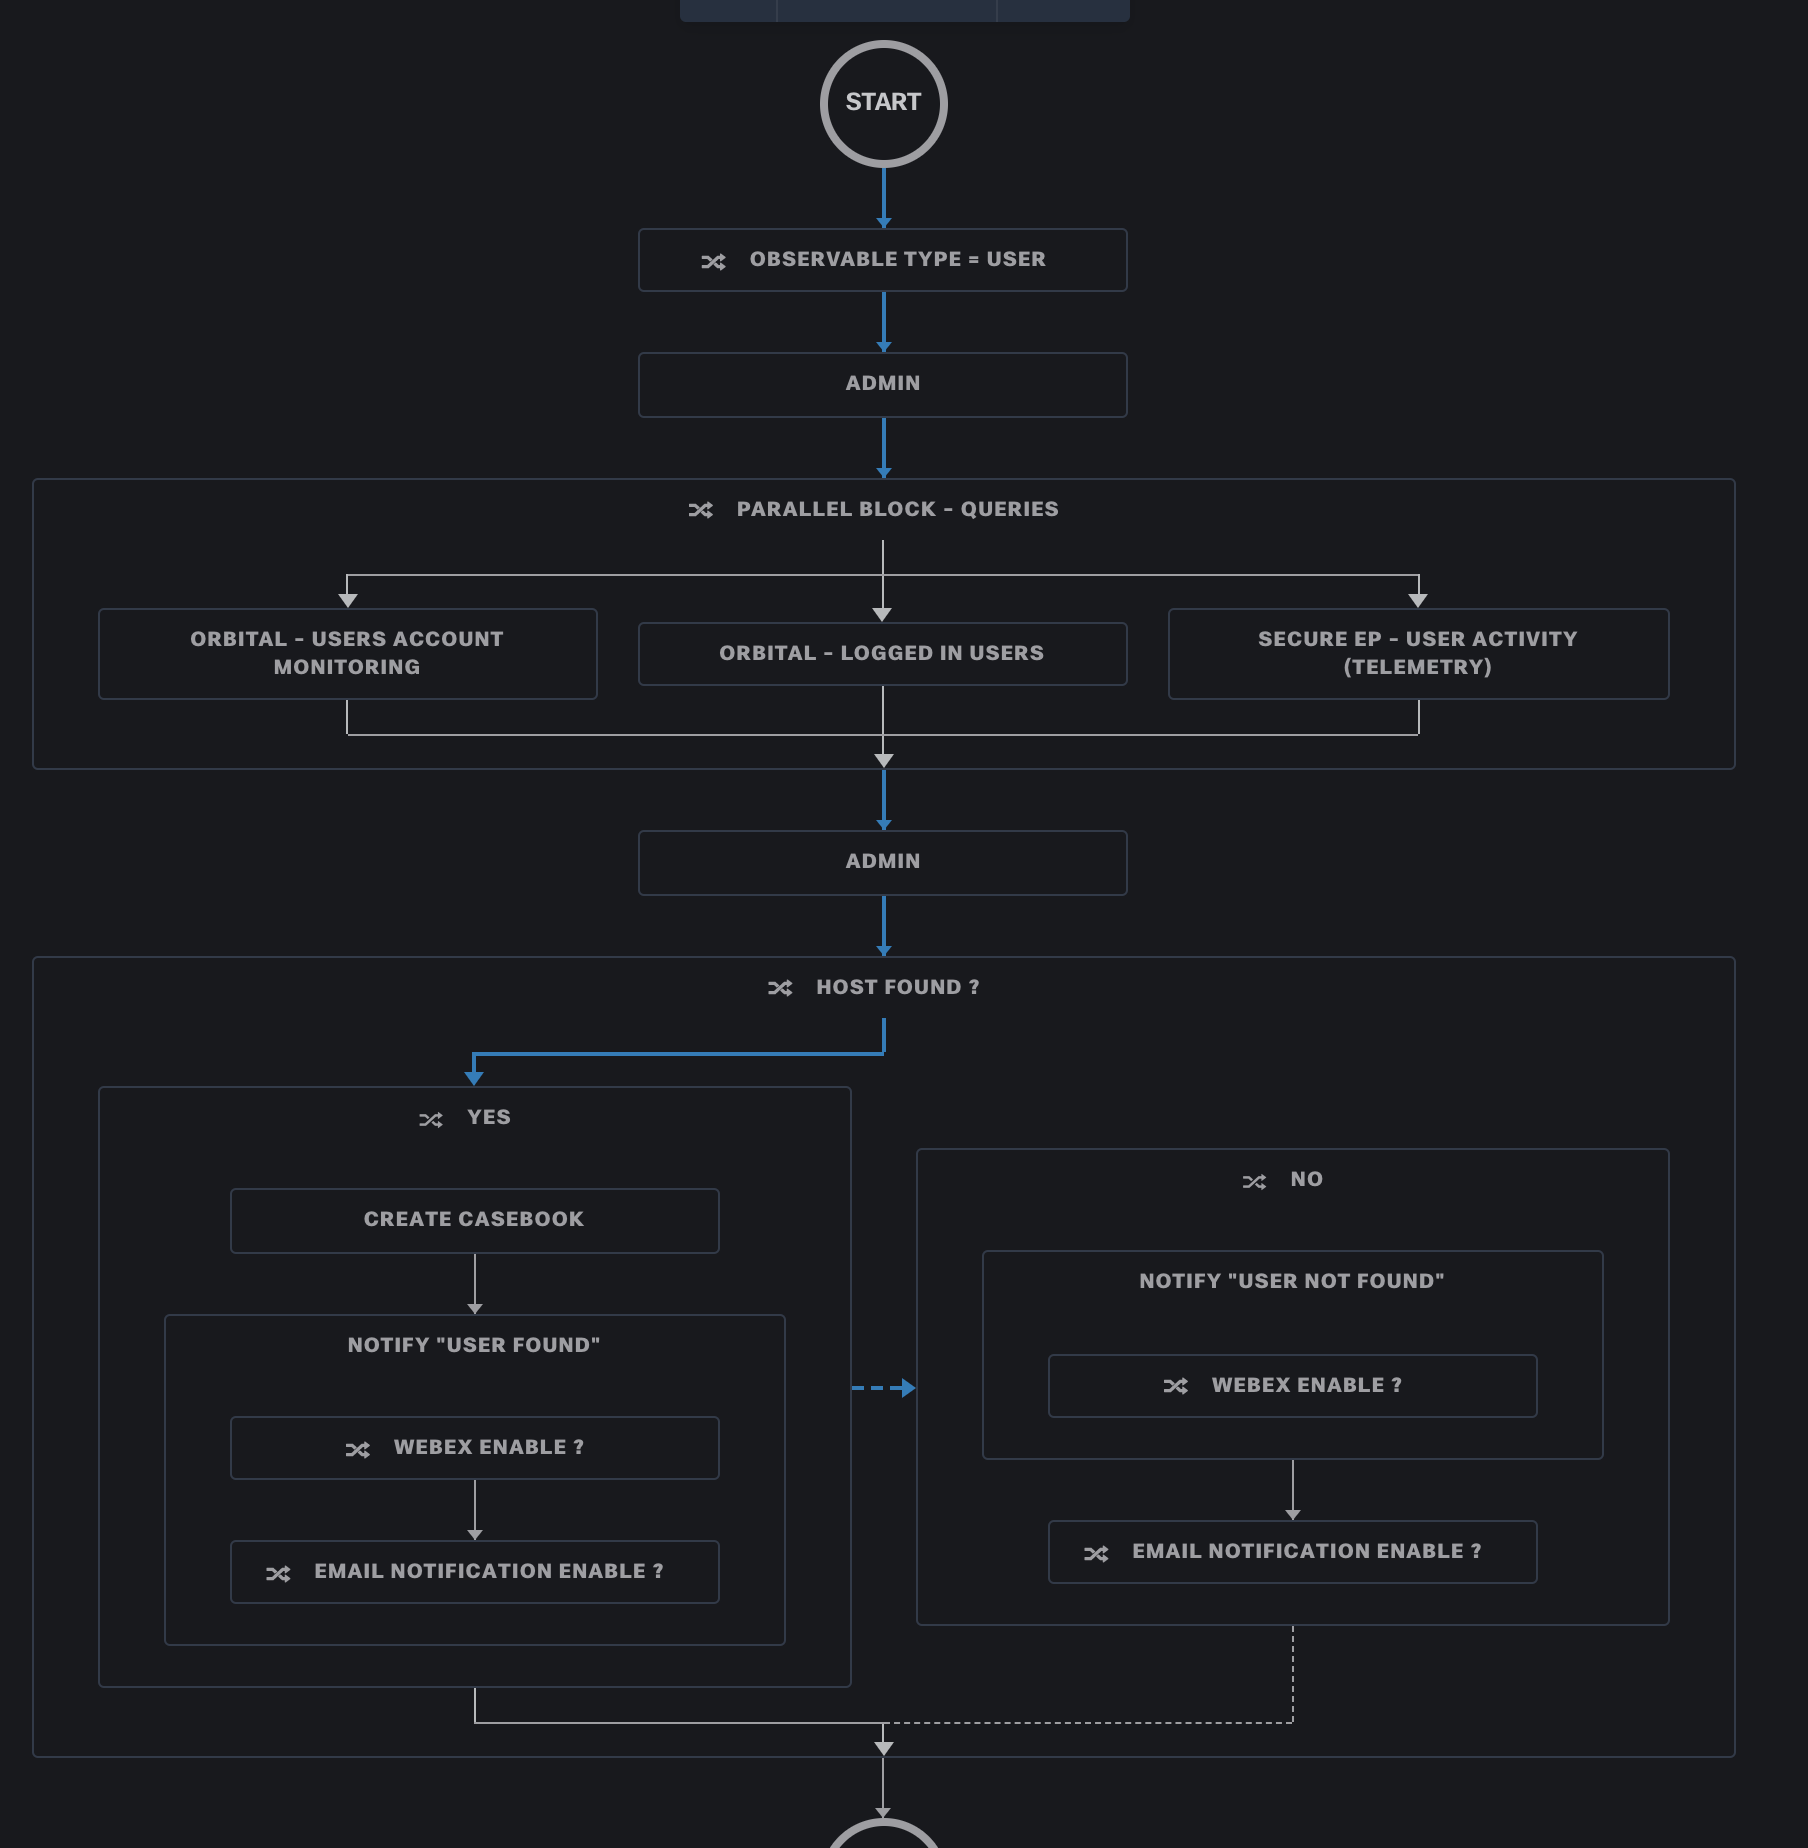 START
OBSERVABLE TYPE = USER
ADMIN
PARALLEL BLOCK - QUERIES
ORBITAL - USERS ACCOUNT
MONITORING
ORBITAL - LOGGED IN USERS
SECURE EP - USER ACTIVITY
(TELEMETRY)
ADMIN
HOST FOUND ?
YES
CREATE CASEBOOK
NOTIFY "USER FOUND"
WEBEX ENABLE ?
EMAIL NOTIFICATION ENABLE ?
NO
NOTIFY "USER NOT FOUND"
WEBEX ENABLE ?
EMAIL NOTIFICATION ENABLE ?